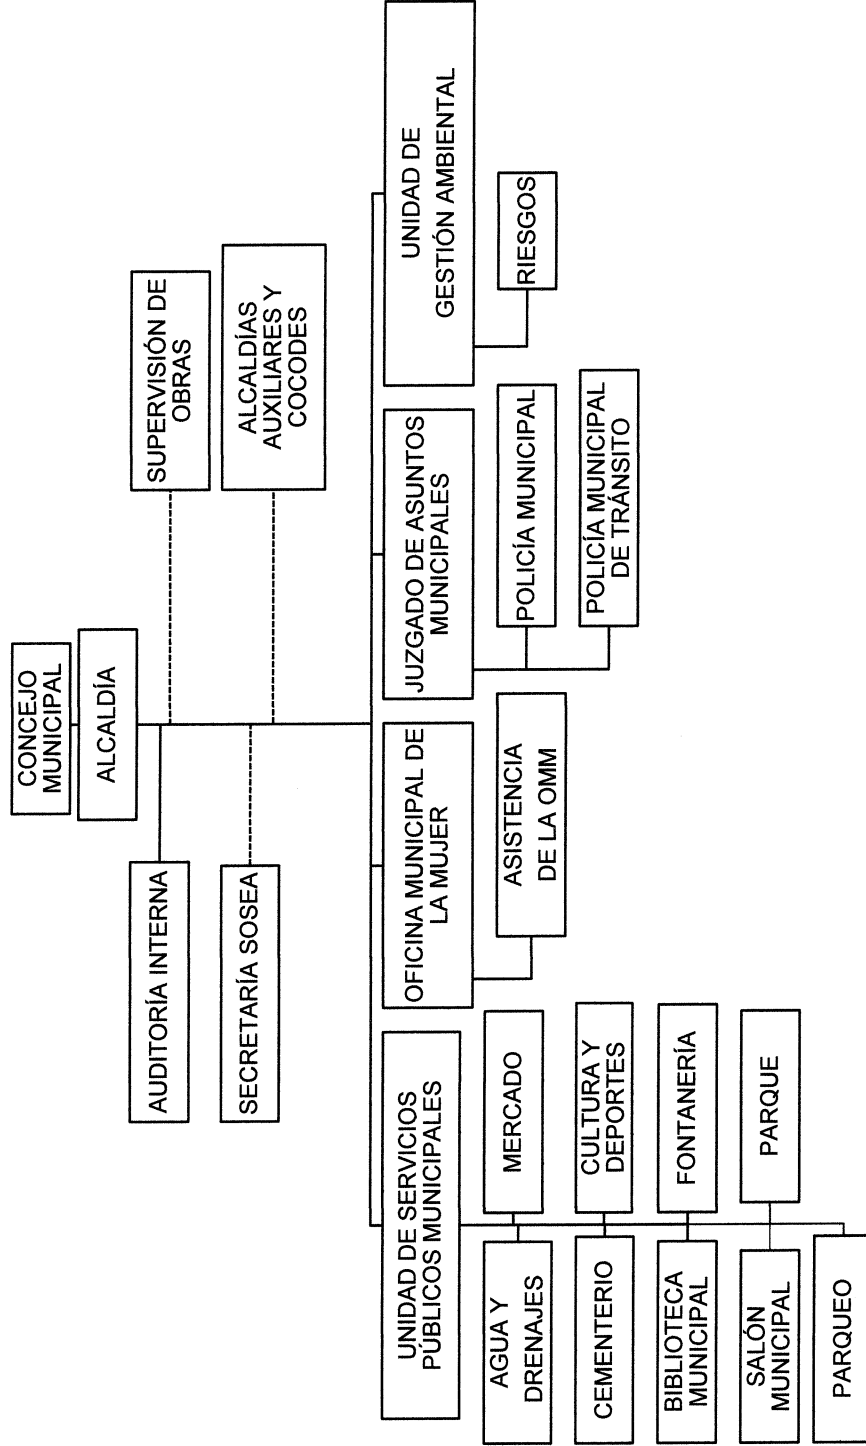 CONCEJO
MUNICIPAL
ALCALDÍA
AUDITORÍA INTERNA
SUPERVISIÓN DE
OBRAS
SECRETARÍA SOSEA
ALCALDÍAS
AUXILIARES Y
COCODES
UNIDAD DE SERVICIOS
PÚBLICOS MUNICIPALES
OFICINA MUNICIPAL DE
LA MUJER
JUZGADO DE ASUNTOS
MUNICIPALES
UNIDAD DE
GESTIÓN AMBIENTAL
AGUA Y
DRENAJES
MERCADO
CEMENTERIO
CULTURA Y
DEPORTES
BIBLIOTECA
MUNICIPAL
FONTANERÍA
SALÓN
MUNICIPAL
PARQUE
PARQUEO
ASISTENCIA
DE LA OMM
POLICÍA MUNICIPAL
POLICÍA MUNICIPAL
DE TRÁNSITO
RIESGOS